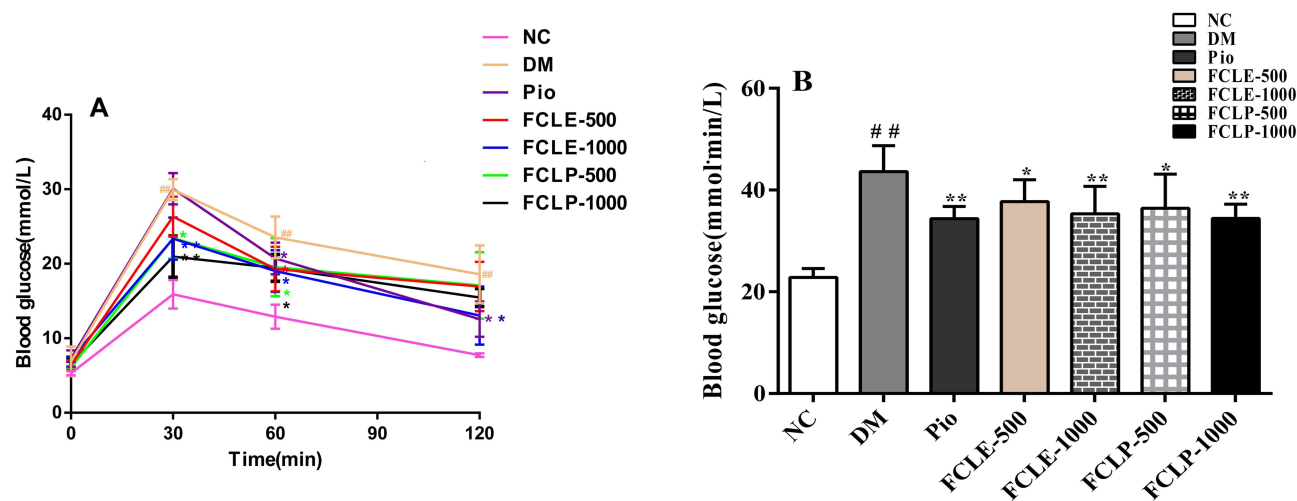 A
NC
DM
Pio
FCLE-500
FCLE-1000
FCLP-500
FCLP-1000
Blood glucose(mmol/L)
40
30
20
10
0
##
*
* *
* *
##
*
*
*
*
*
##
* *
0
30
60
90
120
Time(min)
B
NC
DM
Pio
FCLE-500
FCLE-1000
FCLP-500
FCLP-1000
Blood glucose(mmol·min/L)
60
40
20
0
# #
**
*
**
*
**
NC
DM
Pio
FCLE-500
FCLE-1000
FCLP-500
FCLP-1000